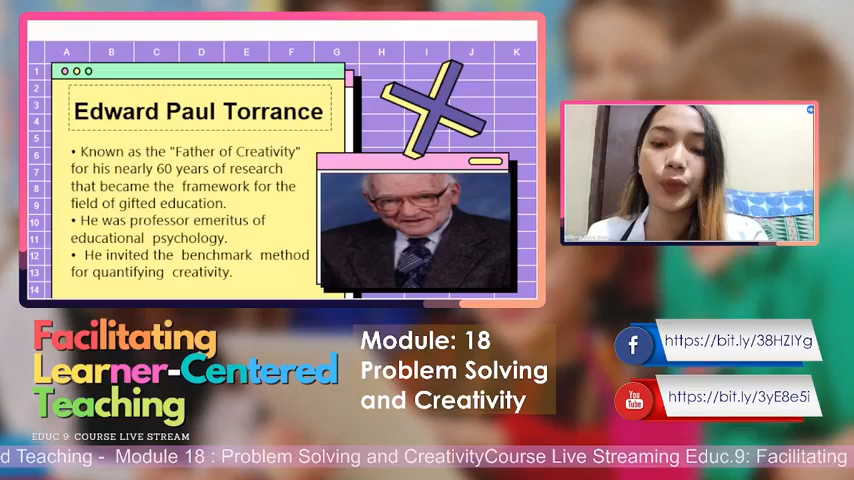 A B C D E F G H I J K
1
2
3
4
5
6
7
8
9
10
11
12
13
14
Edward Paul Torrance
• Known as the "Father of Creativity"
for his nearly 60 years of research
that became the framework for the
field of gifted education.
• He was professor emeritus of
educational psychology.
• He invited the benchmark method
for quantifying creativity.
Facilitating
Learner-Centered
Teaching
EDUC 9 COURSE LIVE STREAM
Module: 18
Problem Solving
and Creativity
f
https://bit.ly/38HZIYg
You
Tube
https://bit.ly/3yE8e5i
d Teaching - Module 18 : Problem Solving and CreativityCourse Live Streaming Educ.9: Facilitating